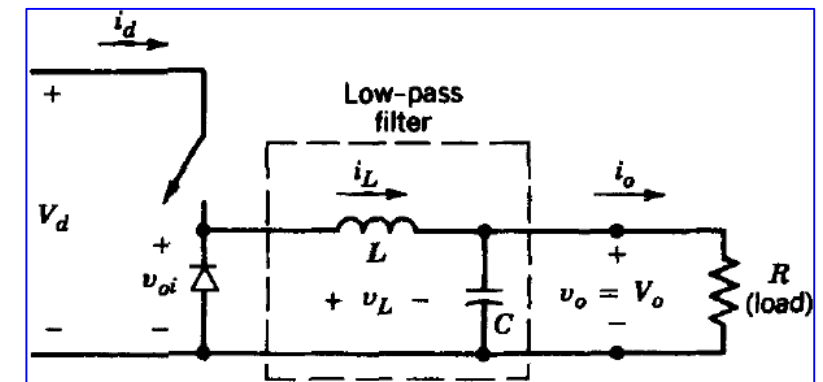 i_d
+
Low-pass
filter
i_L
i_o
V_d
+
v_oi
L
+
+ v_L −
C
v_o = V_o
R
(load)
−
−
−